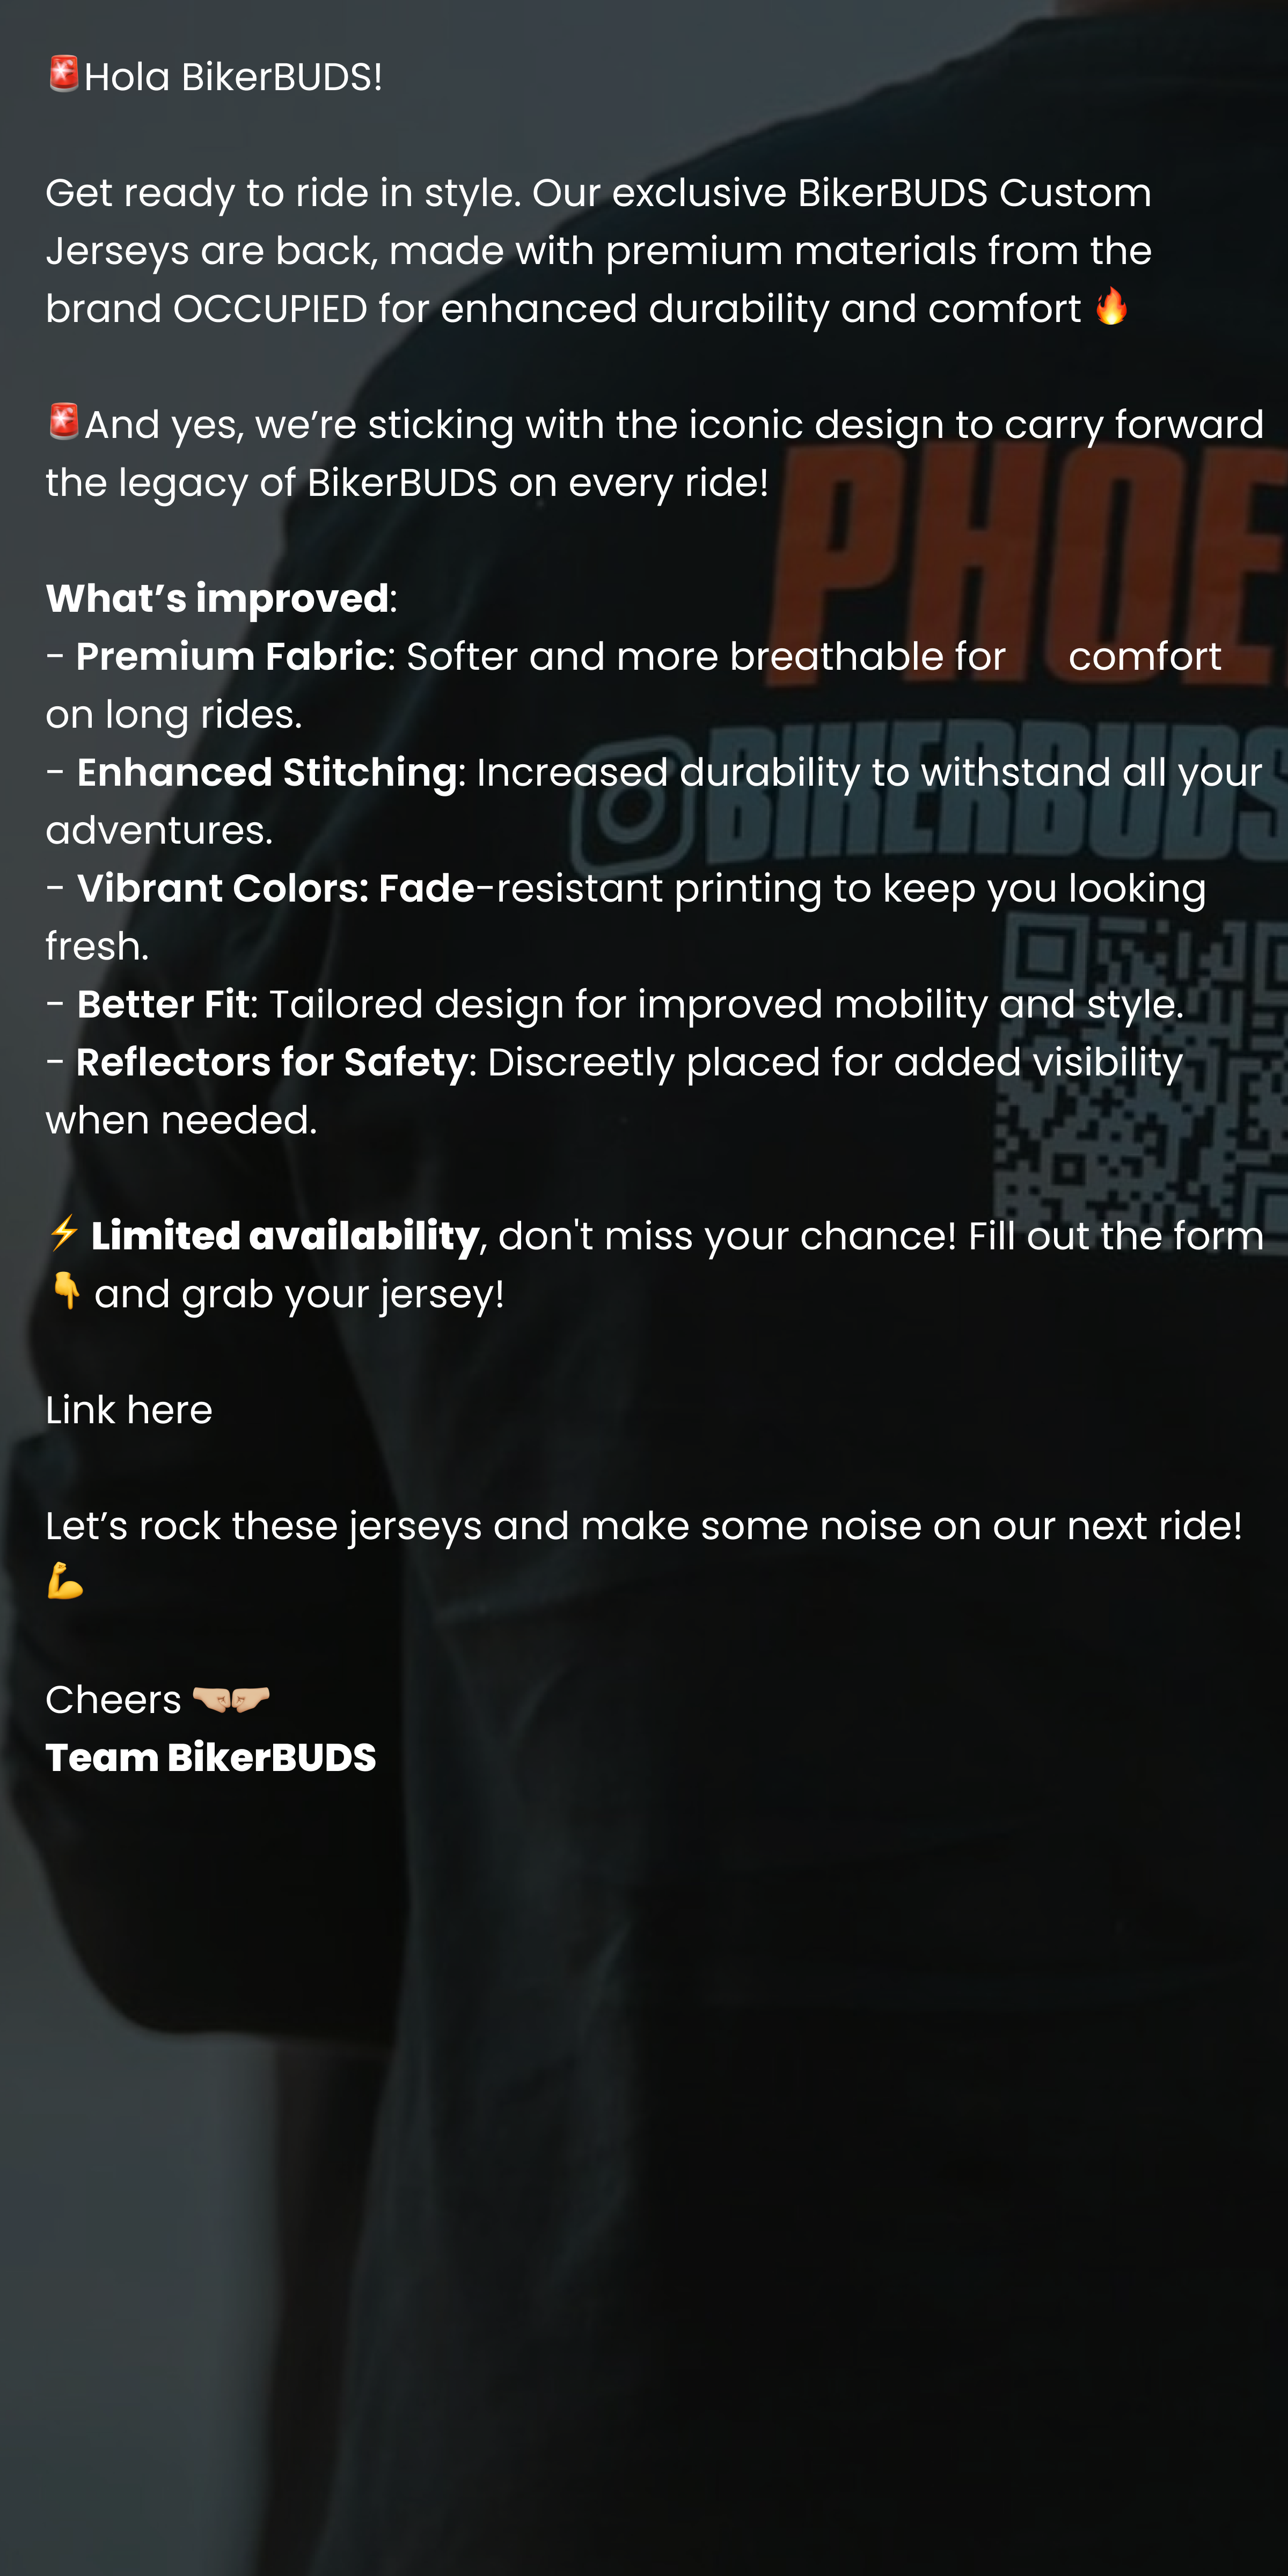 🚨Hola BikerBUDS!
Get ready to ride in style. Our exclusive BikerBUDS Custom
Jerseys are back, made with premium materials from the
brand OCCUPIED for enhanced durability and comfort 🔥
🚨And yes, we’re sticking with the iconic design to carry forward
the legacy of BikerBUDS on every ride!
PHOE
What’s improved:
- Premium Fabric: Softer and more breathable for comfort
on long rides.
BIKERBUDS
- Enhanced Stitching: Increased durability to withstand all your
adventures.
- Vibrant Colors: Fade-resistant printing to keep you looking
fresh.
- Better Fit: Tailored design for improved mobility and style.
- Reflectors for Safety: Discreetly placed for added visibility
when needed.
⚡ Limited availability, don't miss your chance! Fill out the form
👇 and grab your jersey!
Link here
Let’s rock these jerseys and make some noise on our next ride!
💪
Cheers 🤜🏼🤛🏼
Team BikerBUDS